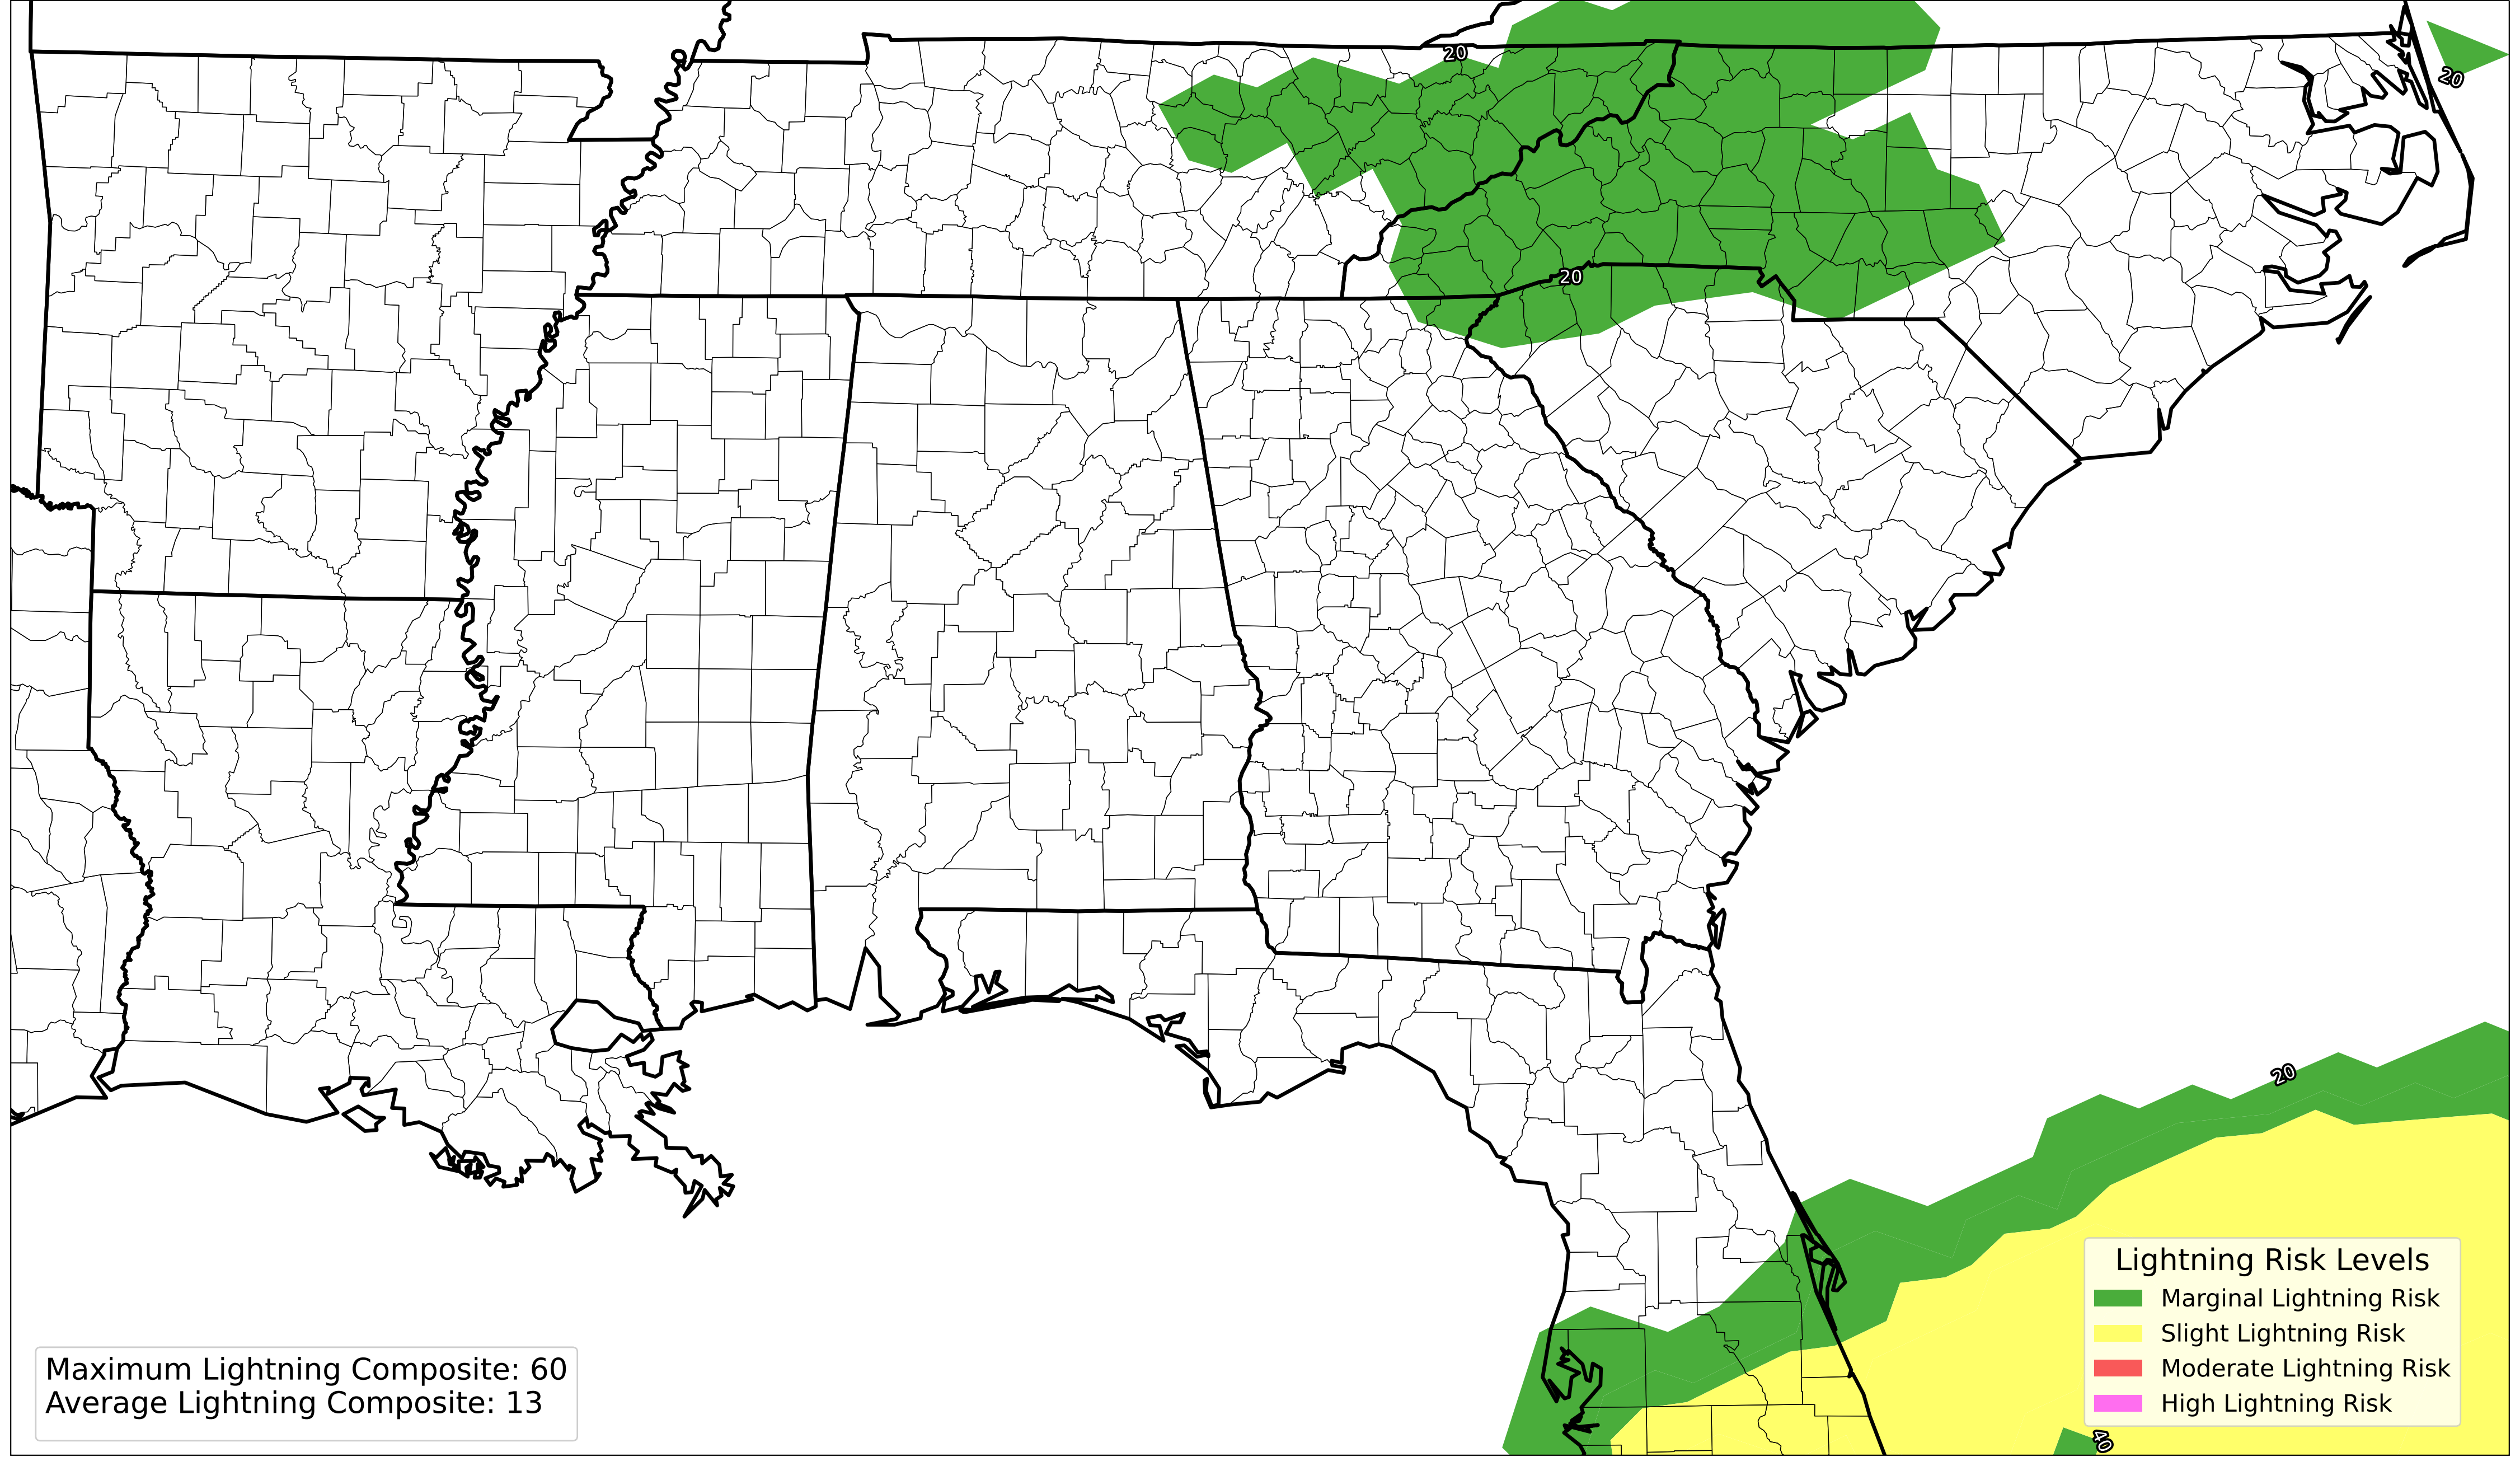 20
20
20
20
Lightning Risk Levels
Marginal Lightning Risk
Slight Lightning Risk
Moderate Lightning Risk
High Lightning Risk
Maximum Lightning Composite: 60
Average Lightning Composite: 13
40